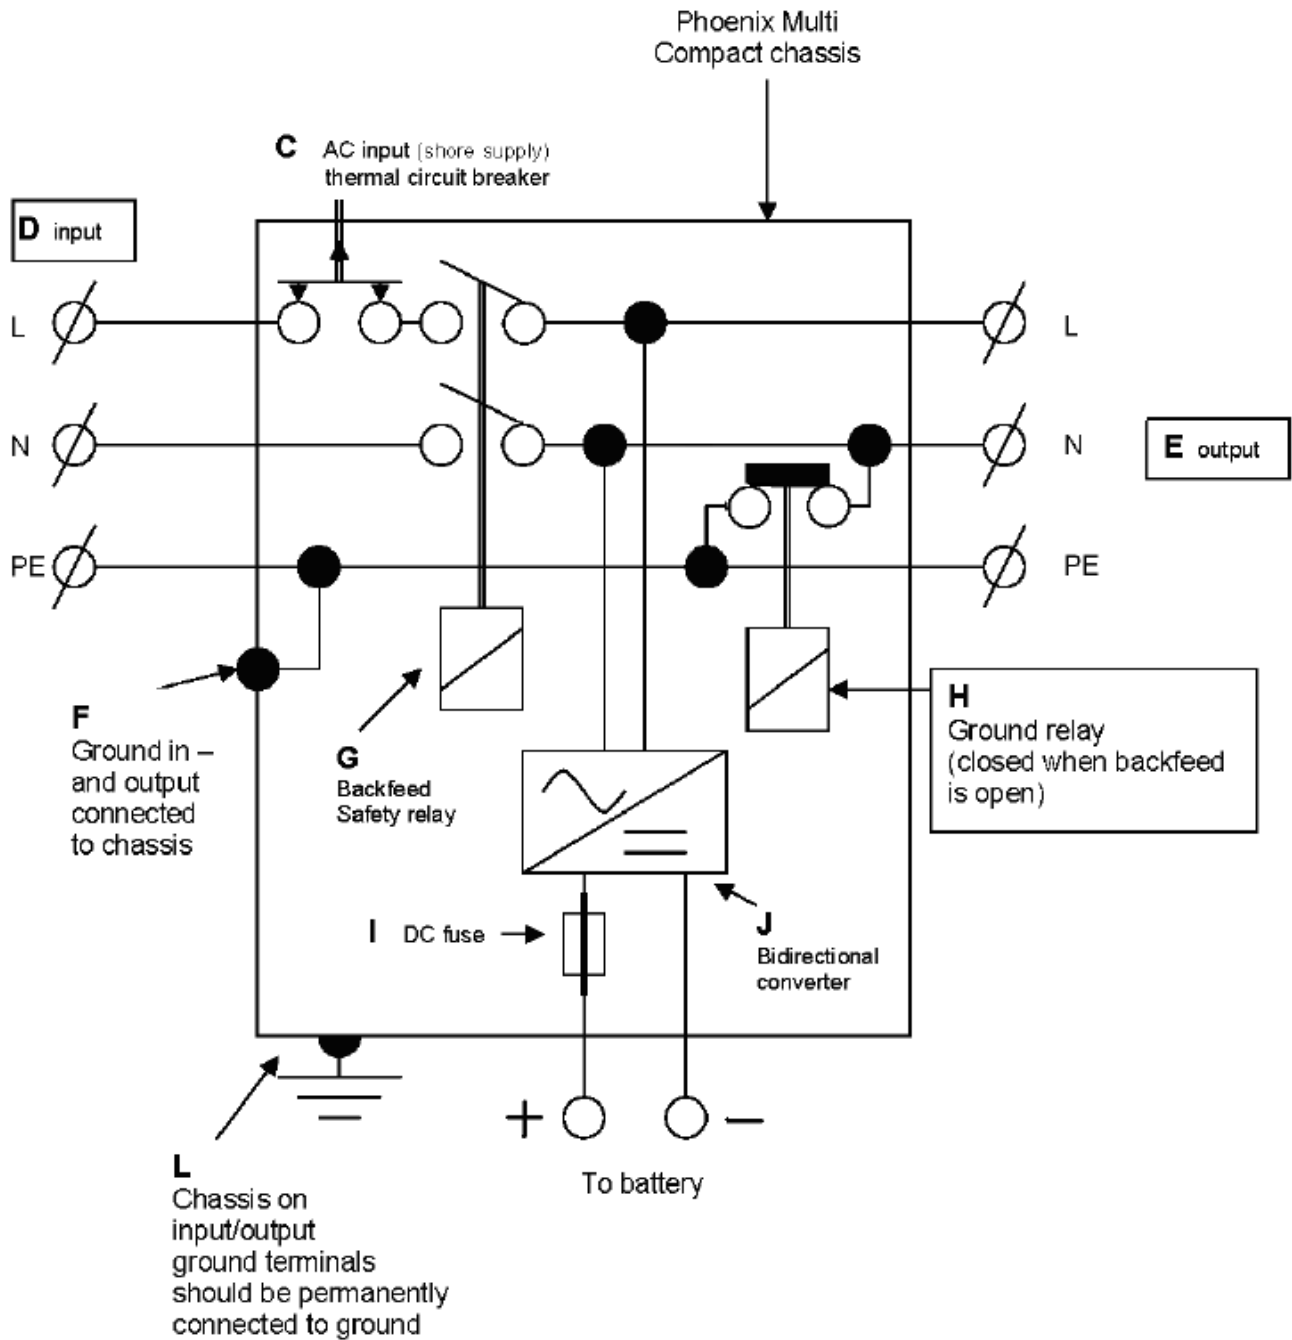 Phoenix Multi
Compact chassis
C AC input (shore supply)
thermal circuit breaker
D input
L
L
N
N
E output
PE
PE
F
Ground in –
and output
connected
to chassis
G
Backfeed
Safety relay
H
Ground relay
(closed when backfeed
is open)
I DC fuse
J
Bidirectional
converter
+
–
To battery
L
Chassis on
input/output
ground terminals
should be permanently
connected to ground